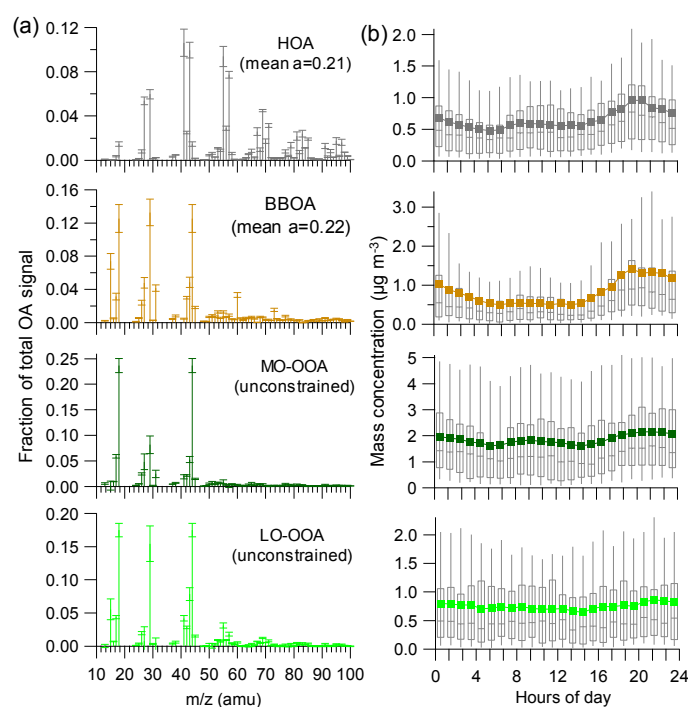 (a)
(b)
Fraction of total OA signal
0.12
0.08
0.04
0.00
HOA
(mean a=0.21)
0.16
0.12
0.08
0.04
0.00
BBOA
(mean a=0.22)
0.25
0.20
0.15
0.10
0.05
0.00
MO-OOA
(unconstrained)
0.20
0.15
0.10
0.05
0.00
LO-OOA
(unconstrained)
10 20 30 40 50 60 70 80 90 100
m/z (amu)
Mass concentration (µg m-3)
2.0
1.5
1.0
0.5
0.0
3.0
2.0
1.0
0.0
5
4
3
2
1
0
2.0
1.5
1.0
0.5
0.0
0 4 8 12 16 20 24
Hours of day